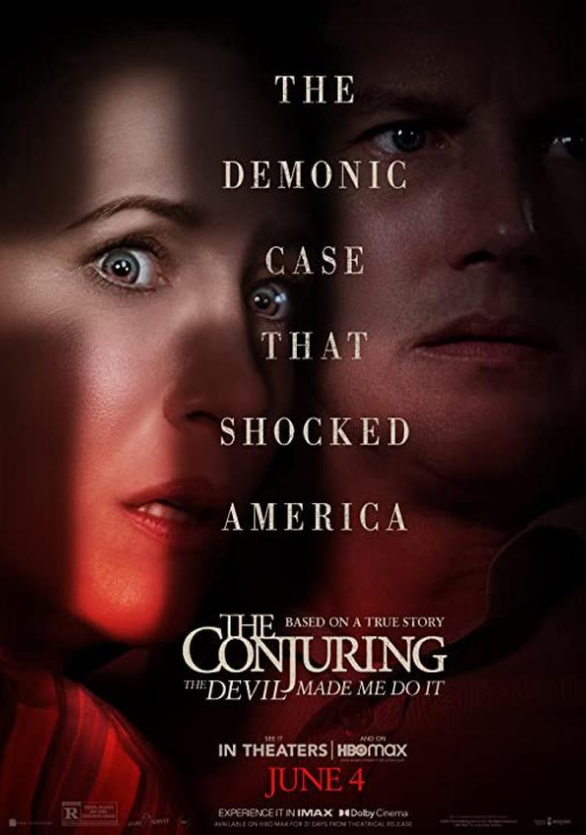 THE
DEMONIC
CASE
THAT
SHOCKED
AMERICA
BASED ON A TRUE STORY
THE
CONJURING
THE DEVIL MADE ME DO IT
SEE IT AND ON
IN THEATERS | HBOmax
JUNE 4
R
EXPERIENCE IT IN IMAX Dolby Cinema
AVAILABLE ON HBO MAX FOR 31 DAYS FROM THEATRICAL RELEASE